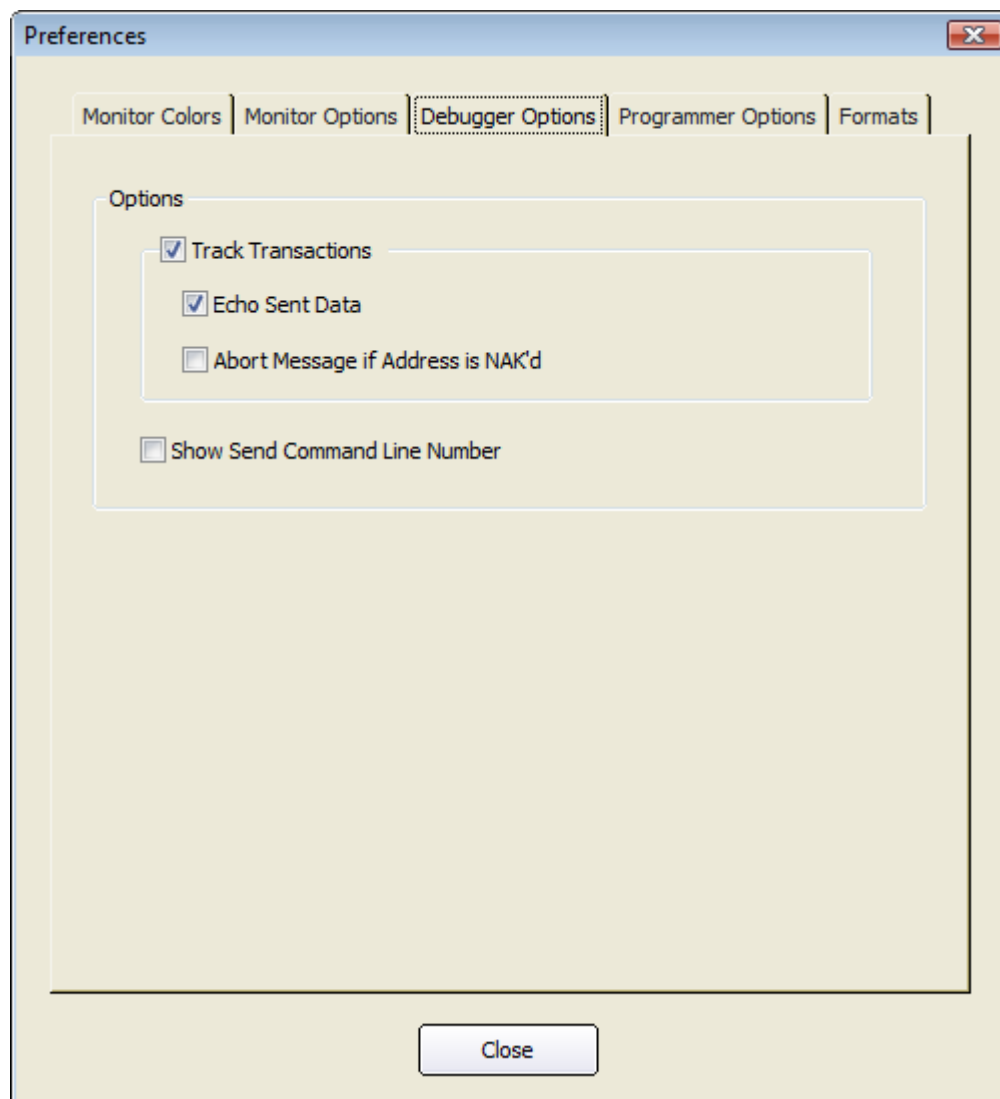 Preferences
Monitor Colors Monitor Options Debugger Options Programmer Options Formats
Options
Track Transactions
Echo Sent Data
Abort Message if Address is NAK'd
Show Send Command Line Number
Close